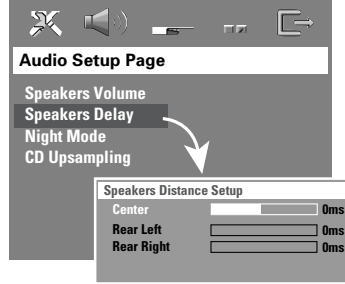 Audio Setup Page
Speakers Volume
Speakers Delay
Night Mode
CD Upsampling
Speakers Distance Setup
Center 0ms
Rear Left 0ms
Rear Right 0ms